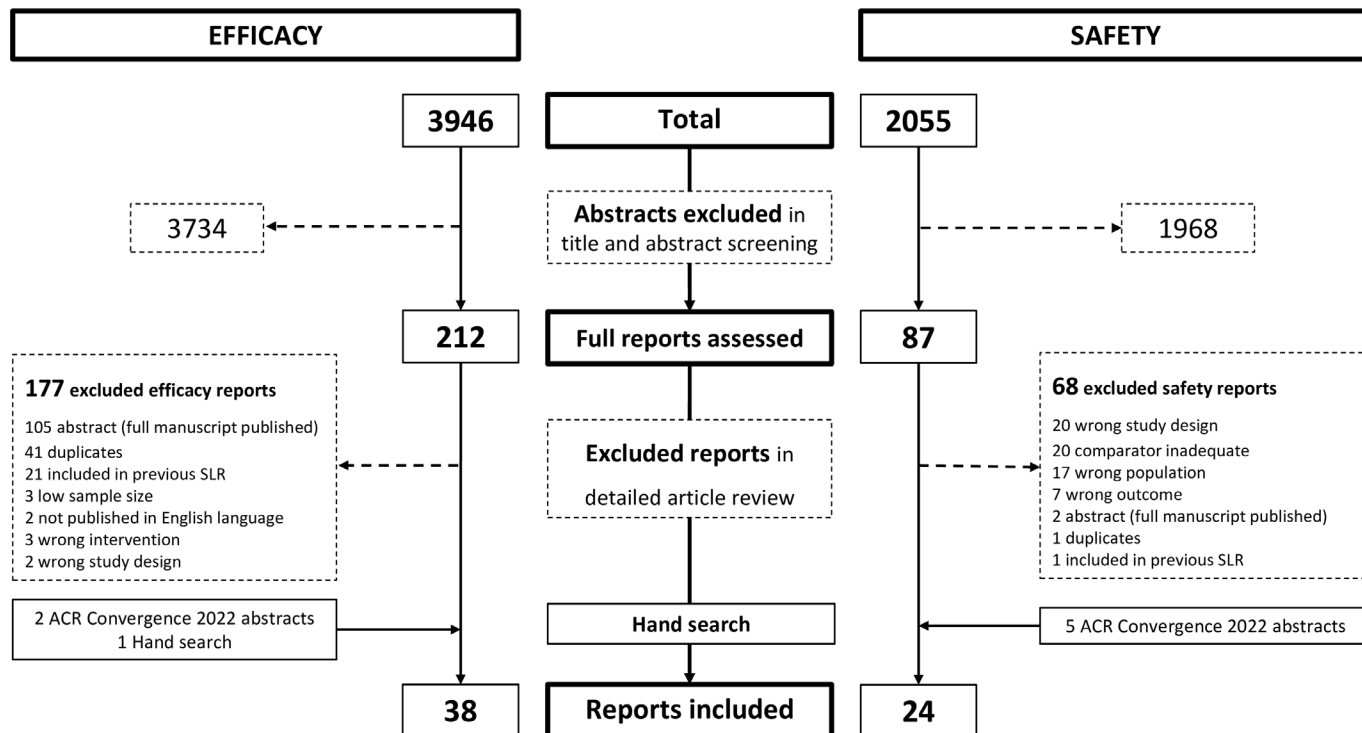 EFFICACY
SAFETY
3946
Total
2055
3734
Abstracts excluded in
title and abstract screening
1968
212
Full reports assessed
87
177 excluded efficacy reports
105 abstract (full manuscript published)
41 duplicates
21 included in previous SLR
3 low sample size
2 not published in English language
3 wrong intervention
2 wrong study design
Excluded reports in
detailed article review
68 excluded safety reports
20 wrong study design
20 comparator inadequate
17 wrong population
7 wrong outcome
2 abstract (full manuscript published)
1 duplicates
1 included in previous SLR
2 ACR Convergence 2022 abstracts
1 Hand search
Hand search
5 ACR Convergence 2022 abstracts
38
Reports included
24